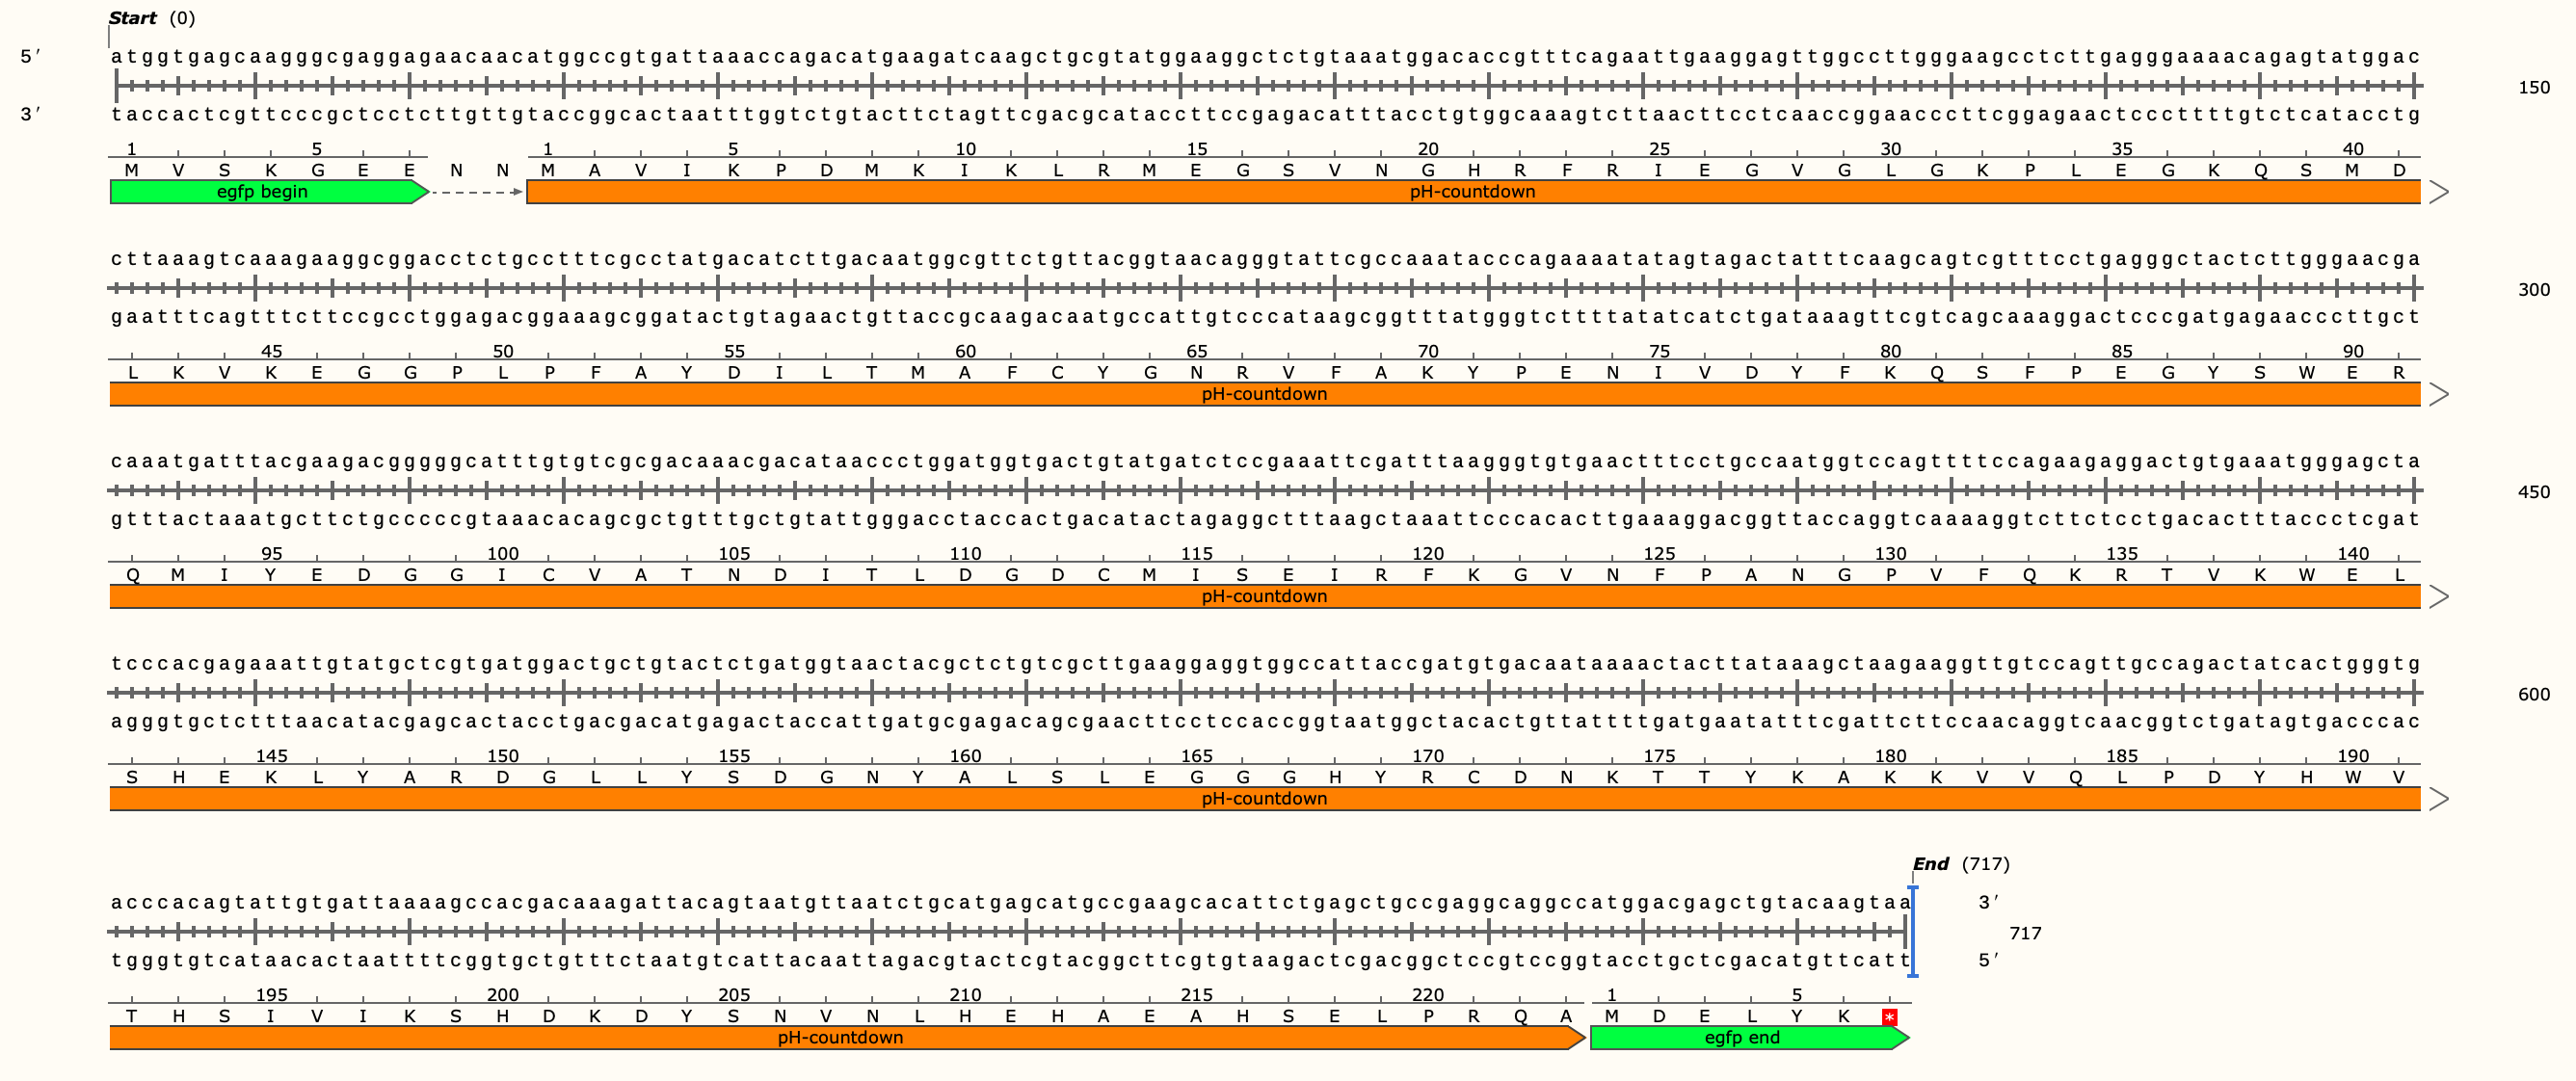 Start (0)
5′ atggtgagcaagggcgaggagaacaacatggccgtgattaaaccagacatgaagatcaagctgcgtatggaaggctctgtaaatggacaccgtttcagaattgaaggagttggccttgggaagcctcttgagggaaaacagagtatggac
150
3′ taccactcgttcccgctcctcttgttgtaccggcactaatttggtctgtacttctagttcgacgcataccttccgagacatttacctgtggcaaagtcttaacttcctcaaccggaacccttcggagaactcccttttgtctcatacctg
1 5 1 5 10 15 20 25 30 35 40
M V S K G E E N N M A V I K P D M K I K L R M E G S V N G H R F R I E G V G L G K P L E G K Q S M D
egfp begin pH-countdown
cttaaagtcaaagaaggcggacctctgcctttcgcctatgacatcttgacaatggcgttctgttacggtaacagggtattcgccaaatacccagaaaatatagtagactatttcaagcagtcgtttcctgagggctactcttgggaacga
300
gaatttcagtttcttccgcctggagacggaaagcggatactgtagaactgttaccgcaagacaatgccattgtcccataagcggtttatgggtcttttatatcatctgataaagttcgtcagcaaaggactcccgatgagaacccttgct
45 50 55 60 65 70 75 80 85 90
L K V K E G G P L P F A Y D I L T M A F C Y G N R V F A K Y P E N I V D Y F K Q S F P E G Y S W E R
pH-countdown
caaatgatttacgaagacgggggcatttgtgtcgcgacaaacgacataaccctggatggtgactgtatgatctccgaaattcgatttaagggtgtgaactttcctgccaatggtccagttttccagaagaggactgtgaaatgggagcta
450
gtttactaaatgcttctgcccccgtaaacacagcgctgtttgctgtattgggacctaccactgacatactagaggctttaagctaaattcccacacttgaaaggacggttaccaggtcaaaaggtcttctcctgacactttaccctcgat
95 100 105 110 115 120 125 130 135 140
Q M I Y E D G G I C V A T N D I T L D G D C M I S E I R F K G V N F P A N G P V F Q K R T V K W E L
pH-countdown
tcccacgagaaattgtatgctcgtgatggactgctgtactctgatggtaactacgctctgtcgcttgaaggaggtggccattaccgatgtgacaataaaactacttataaagctaagaaggttgtccagttgccagactatcactgggtg
600
agggtgctctttaacatacgagcactacctgacgacatgagactaccattgatgcgagacagcgaacttcctccaccggtaatggctacactgttattttgatgaatatttcgattcttccaacaggtcaacggtctgatagtgacccac
145 150 155 160 165 170 175 180 185 190
S H E K L Y A R D G L L Y S D G N Y A L S L E G G G H Y R C D N K T T Y K A K K V V Q L P D Y H W V
pH-countdown
End (717)
acccacagtattgtgattaaaagccacgacaaagattacagtaatgttaatctgcatgagcatgccgaagcacattctgagctgccgaggcaggccatggacgagctgtacaagtaa 3′
717
tgggtgtcataacactaattttcggtgctgtttctaatgtcattacaattagacgtactcgtacggcttcgtgtaagactcgacggctccgtccggtacctgctcgacatgttcatt 5′
195 200 205 210 215 220 1 5
T H S I V I K S H D K D Y S N V N L H E H A E A H S E L P R Q A M D E L Y K *
pH-countdown egfp end